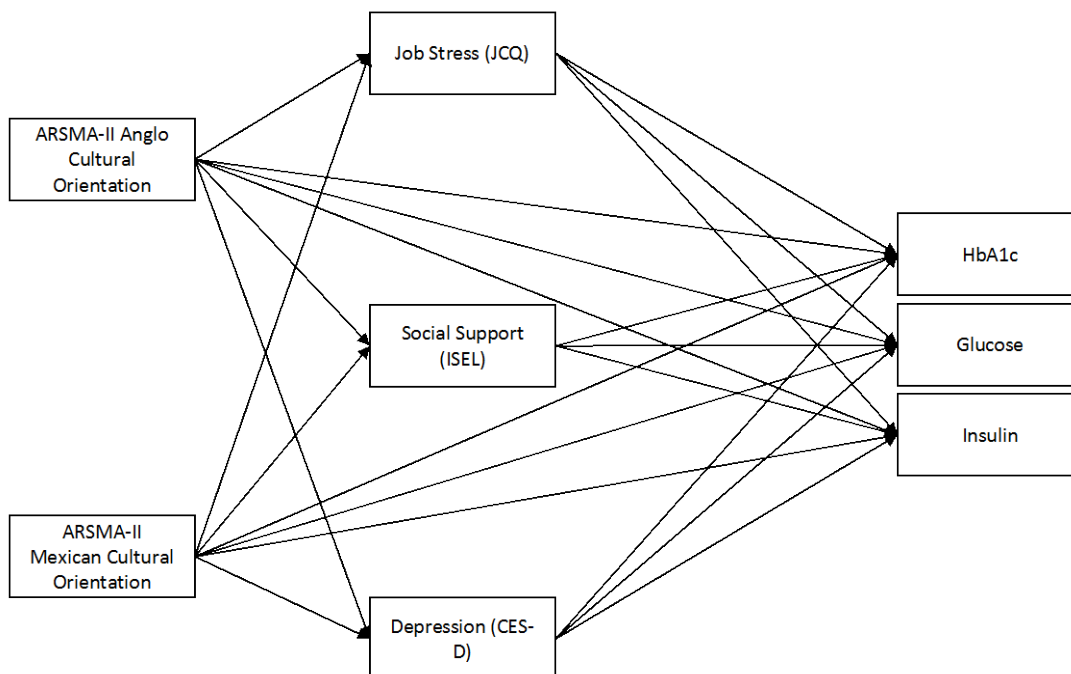 Job Stress (JCQ)
ARSMA-II Anglo
Cultural
Orientation
HbA1c
Social Support
(ISEL)
Glucose
Insulin
ARSMA-II
Mexican Cultural
Orientation
Depression (CES-
D)